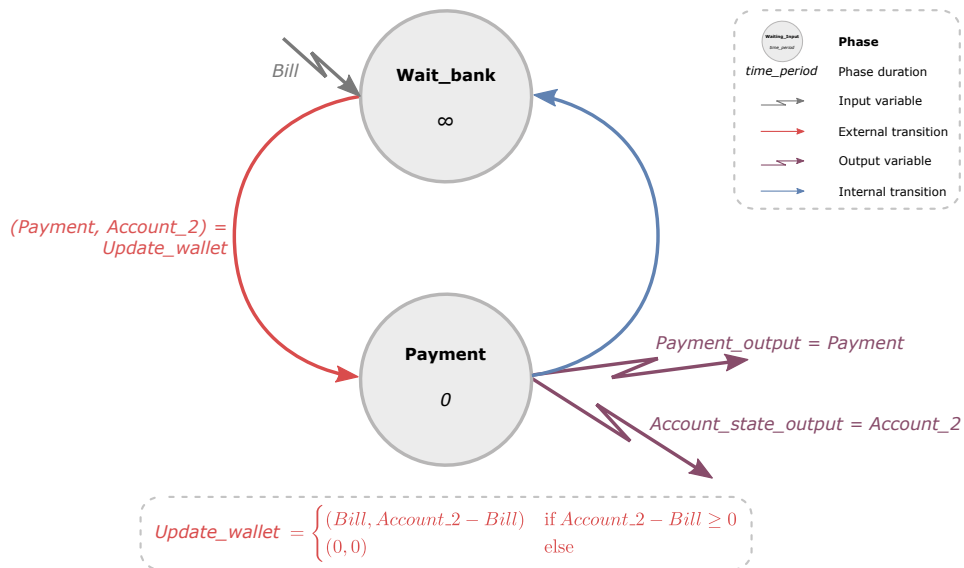 Bill
Wait_bank
∞
(Payment, Account_2) =
Update_wallet
Payment
0
Payment_output = Payment
Account_state_output = Account_2
Update_wallet = { (Bill, Account_2 − Bill) if Account_2 − Bill ≥ 0
(0, 0) else
Waiting_Input
time_period
Phase
time_period Phase duration
Input variable
External transition
Output variable
Internal transition